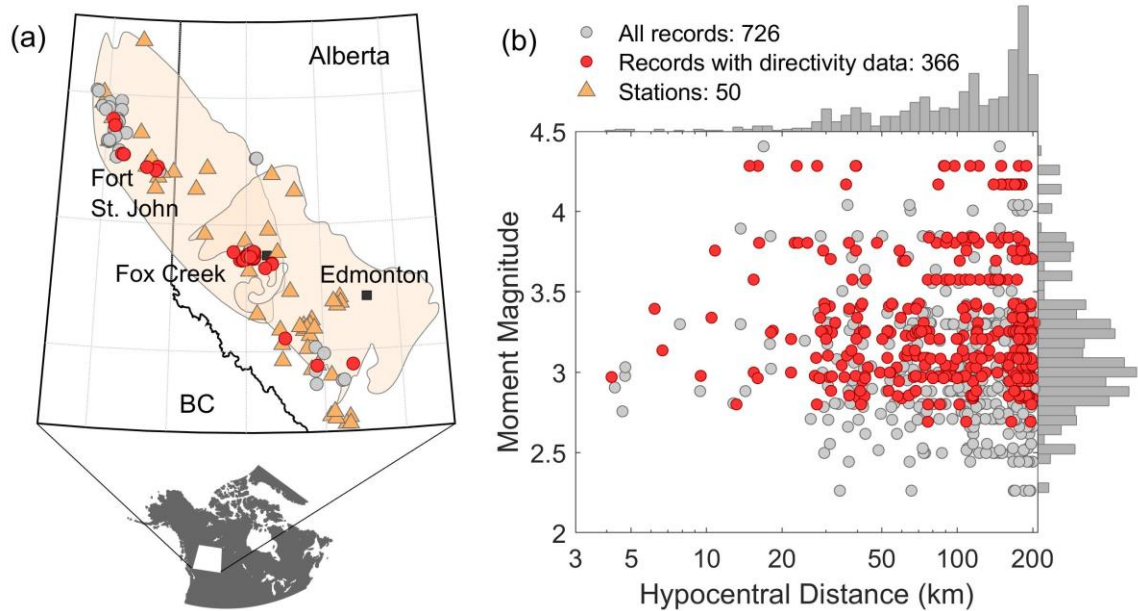 (a)
Alberta
Fort
St. John
Fox Creek
Edmonton
BC
(b)
All records: 726
Records with directivity data: 366
Stations: 50
4.5
4
3.5
3
2.5
2
Moment Magnitude
3 5 10 20 50 100 200
Hypocentral Distance (km)